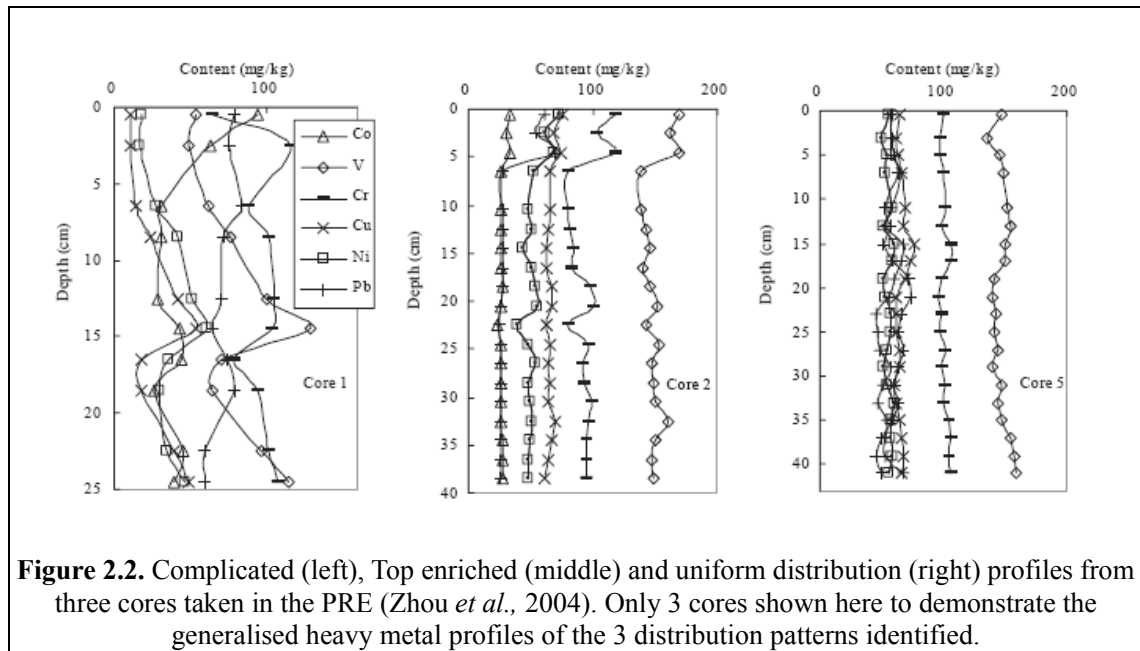 Content (mg/kg)
0 100
Depth (cm)
0
5
10
15
20
25
Co
V
Cr
Cu
Ni
Pb
Core 1
Content (mg/kg)
0 100 200
Depth (cm)
0
5
10
15
20
25
30
35
40
Core 2
Content (mg/kg)
0 100 200
Depth (cm)
0
5
10
15
20
25
30
35
40
Core 5
Figure 2.2. Complicated (left), Top enriched (middle) and uniform distribution (right) profiles from
three cores taken in the PRE (Zhou et al., 2004). Only 3 cores shown here to demonstrate the
generalised heavy metal profiles of the 3 distribution patterns identified.